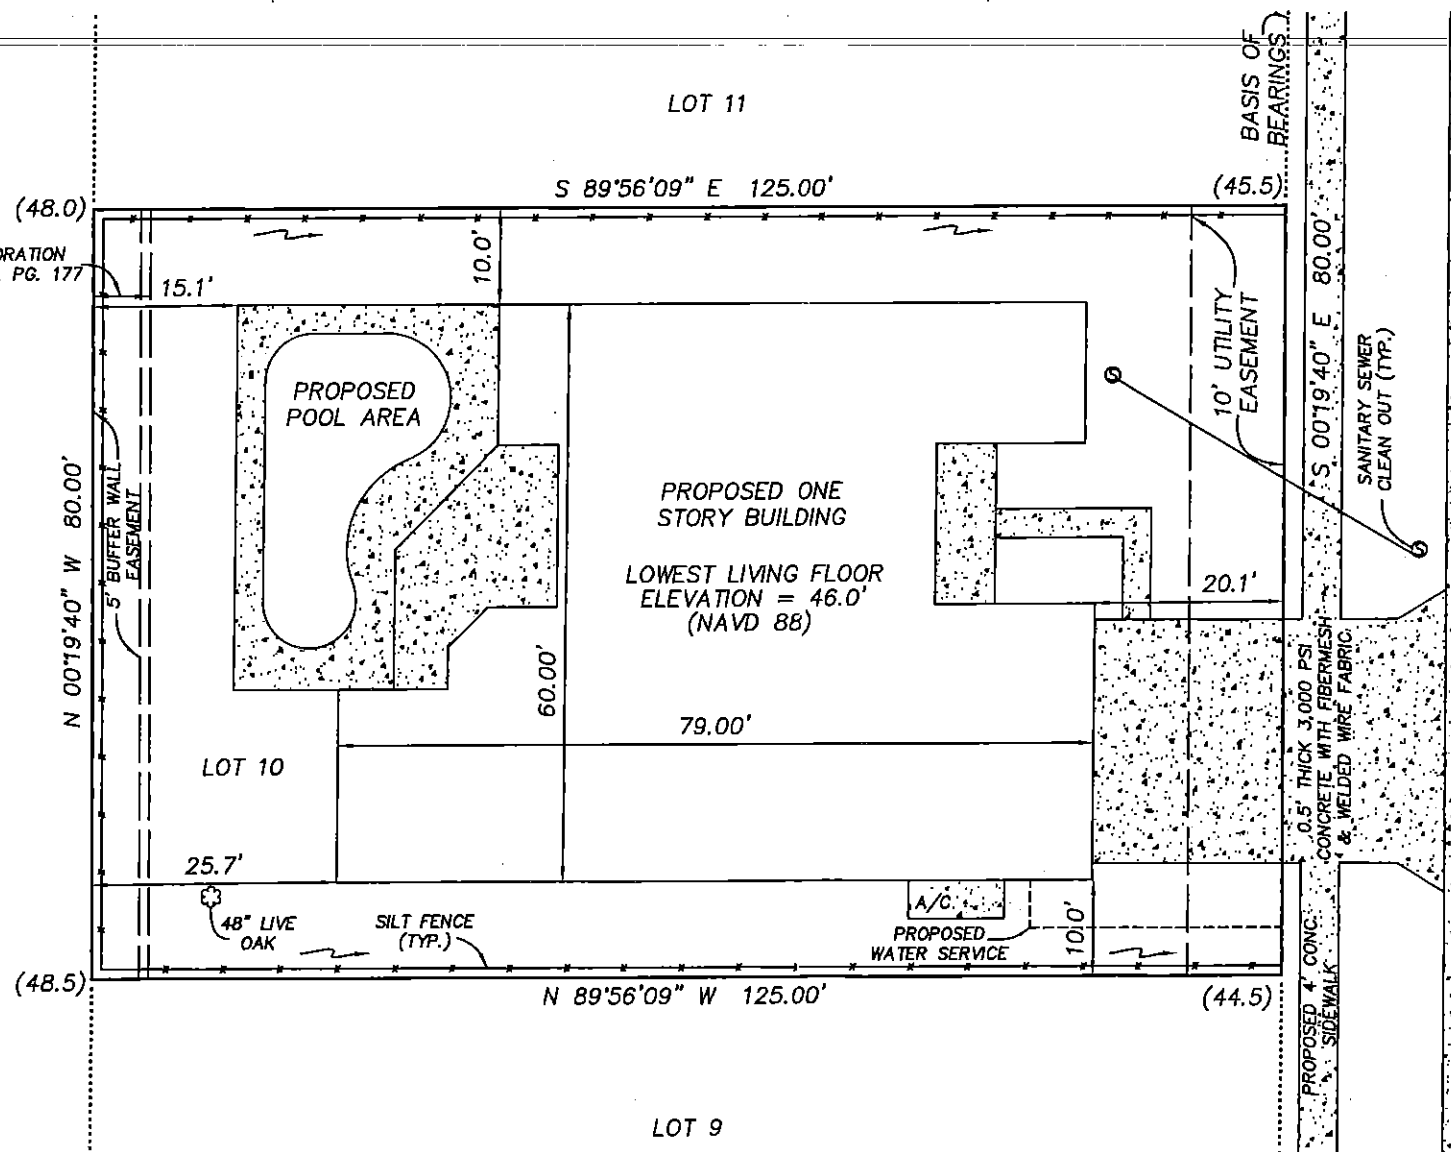 BASIS OF
BEARINGS
LOT 11
S 89°56'09" E 125.00'
(48.0)
(45.5)
ORATION
PG. 177
15.1'
10.0'
10' UTILITY
EASEMENT
S 00°19'40" E 80.00'
SANITARY SEWER
CLEAN OUT (TYP.)
PROPOSED
POOL AREA
5' BUFFER WALL
EASEMENT
N 00°19'40" W 80.00'
PROPOSED ONE
STORY BUILDING
LOWEST LIVING FLOOR
ELEVATION = 46.0'
(NAVD 88)
20.1'
60.00'
79.00'
0.5' THICK 3,000 PSI
CONCRETE WITH FIBERMESH
& WELDED WIRE FABRIC
LOT 10
25.7'
48" LIVE
OAK
SILT FENCE
(TYP.)
A/C
PROPOSED
WATER SERVICE
10.0'
(48.5)
N 89°56'09" W 125.00'
(44.5)
PROPOSED 4' CONC.
SIDEWALK
LOT 9